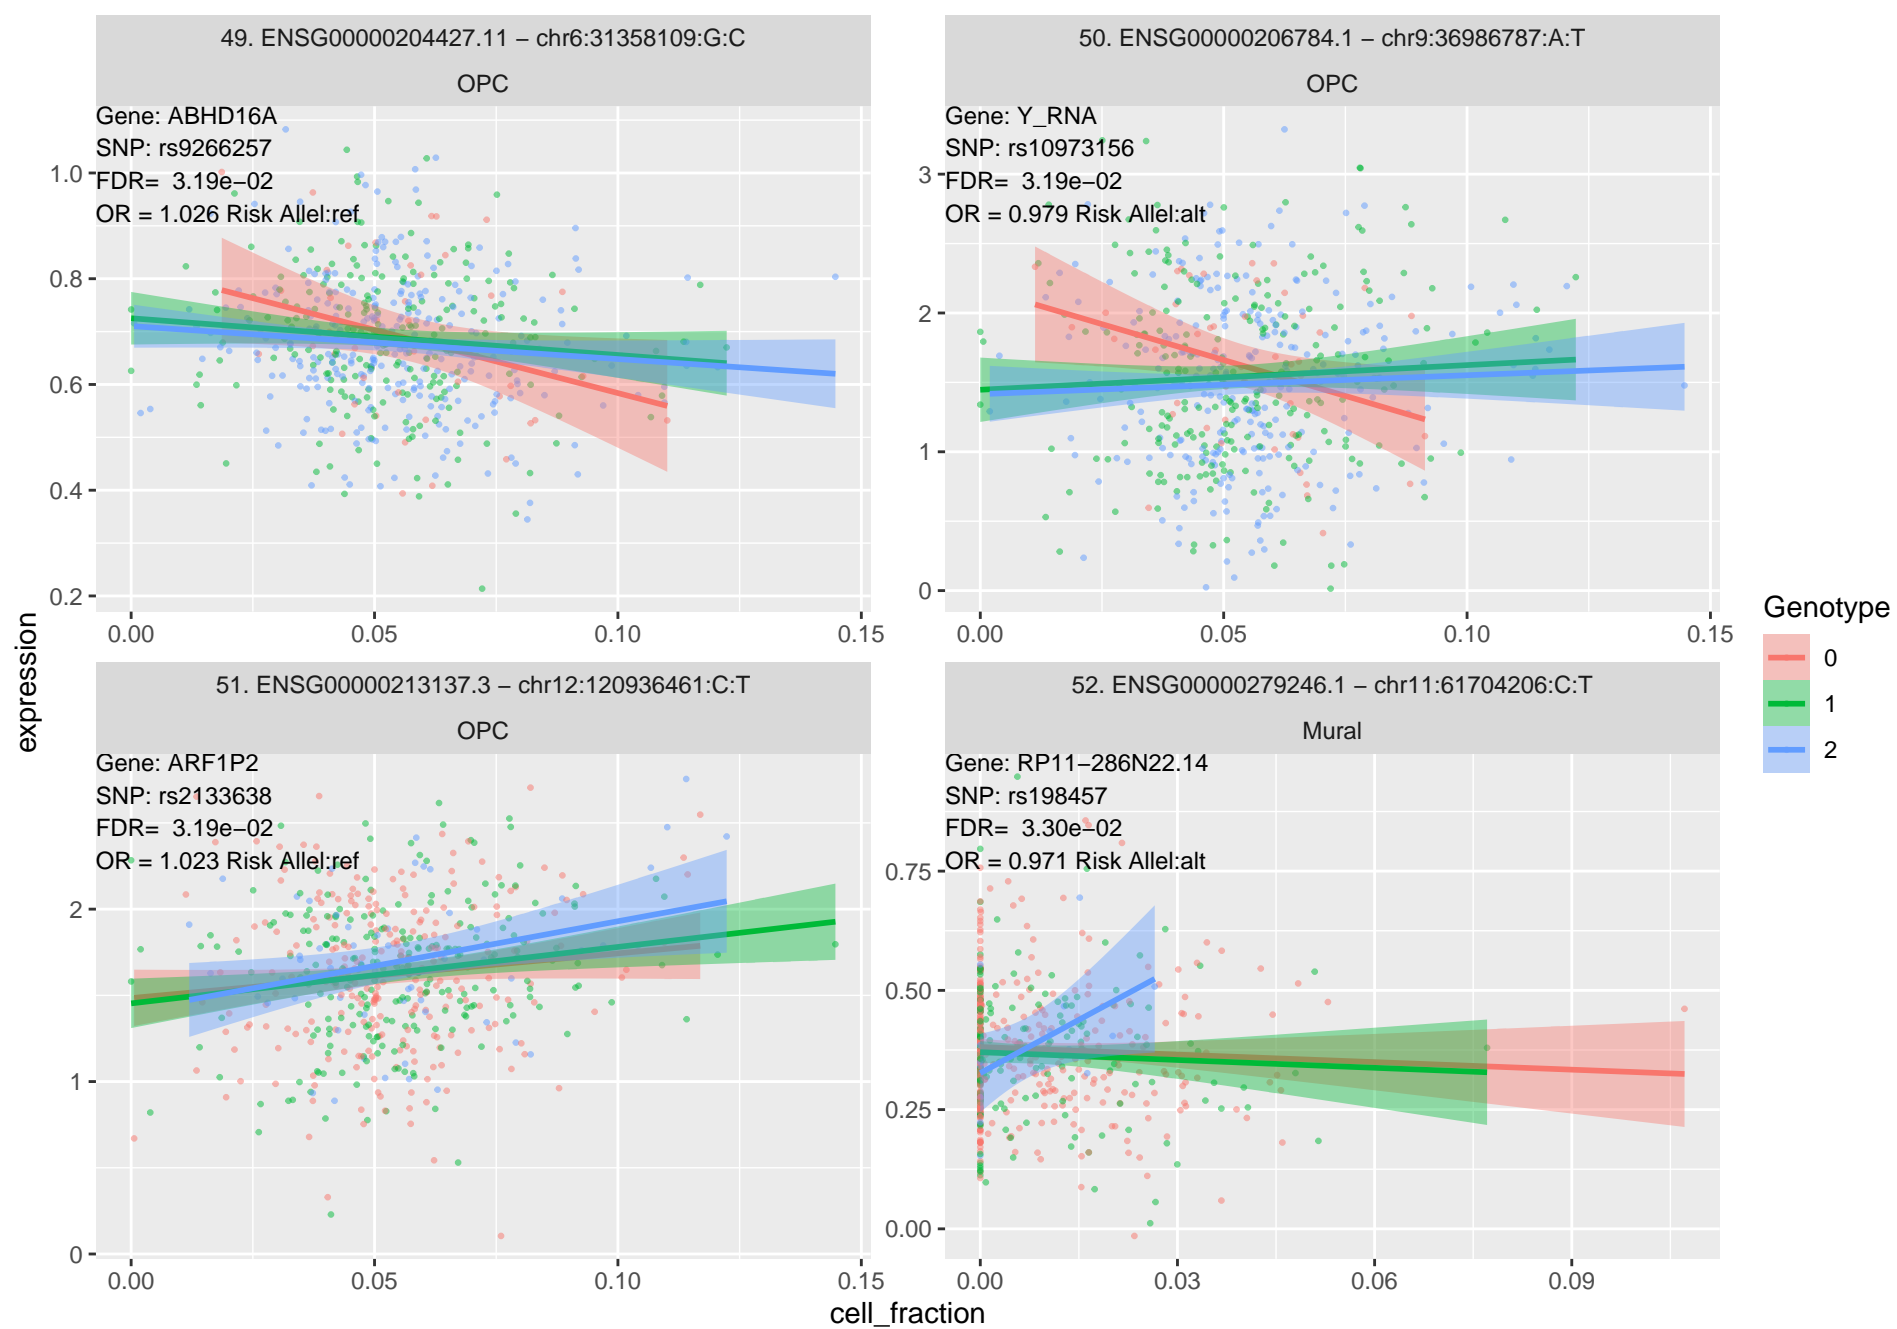 49. ENSG00000204427.11 − chr6:31358109:G:C
OPC
Gene: ABHD16A
SNP: rs9266257
FDR= 3.19e−02
OR = 1.026 Risk Allel:ref
1.0
0.8
0.6
0.4
0.2
0.00 0.05 0.10 0.15
50. ENSG00000206784.1 − chr9:36986787:A:T
OPC
Gene: Y_RNA
SNP: rs10973156
FDR= 3.19e−02
OR = 0.979 Risk Allel:alt
3
2
1
0
0.00 0.05 0.10 0.15
51. ENSG00000213137.3 − chr12:120936461:C:T
OPC
Gene: ARF1P2
SNP: rs2133638
FDR= 3.19e−02
OR = 1.023 Risk Allel:ref
2
1
0
0.00 0.05 0.10 0.15
52. ENSG00000279246.1 − chr11:61704206:C:T
Mural
Gene: RP11−286N22.14
SNP: rs198457
FDR= 3.30e−02
OR = 0.971 Risk Allel:alt
0.75
0.50
0.25
0.00
0.00 0.03 0.06 0.09
expression
cell_fraction
Genotype
0
1
2